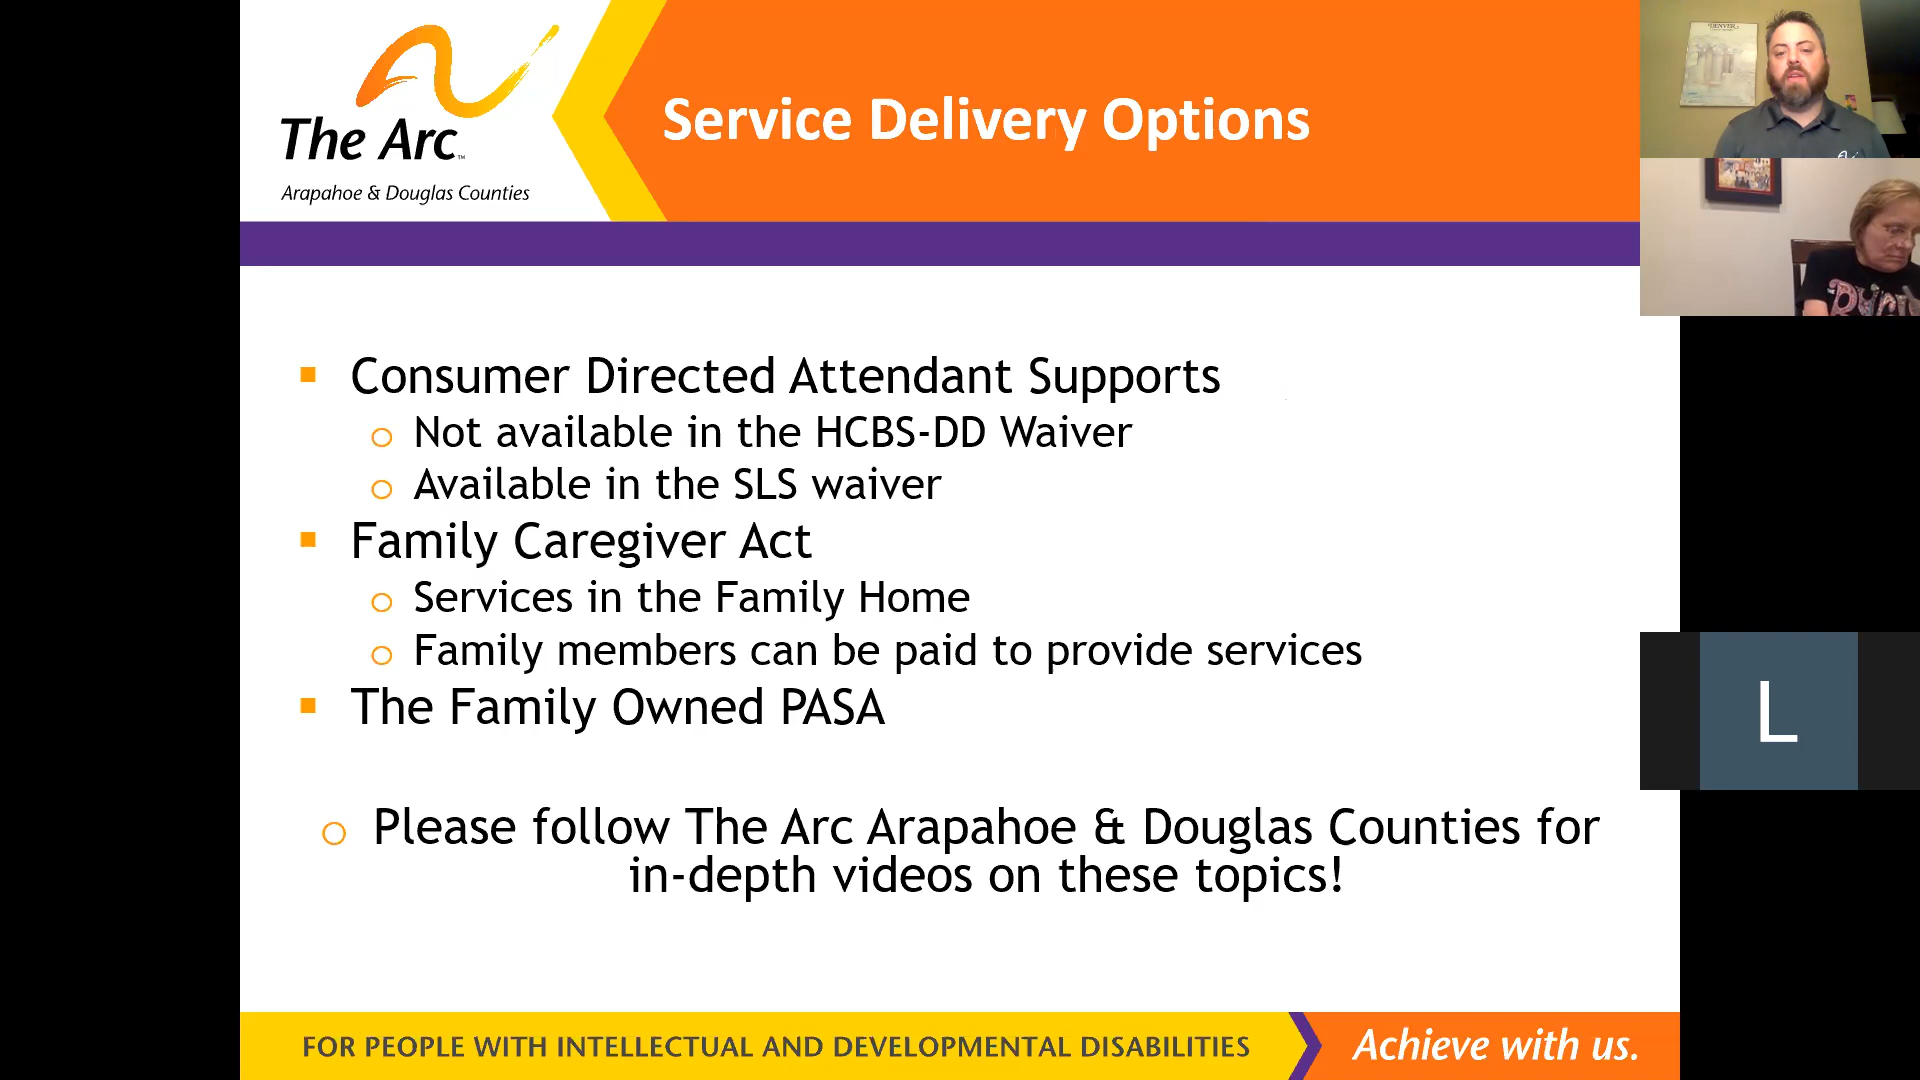 The Arc™
Arapahoe & Douglas Counties
Service Delivery Options
DENVER
Consumer Directed Attendant Supports
Not available in the HCBS-DD Waiver
Available in the SLS waiver
Family Caregiver Act
Services in the Family Home
Family members can be paid to provide services
The Family Owned PASA
Please follow The Arc Arapahoe & Douglas Counties for
in-depth videos on these topics!
L
FOR PEOPLE WITH INTELLECTUAL AND DEVELOPMENTAL DISABILITIES
Achieve with us.